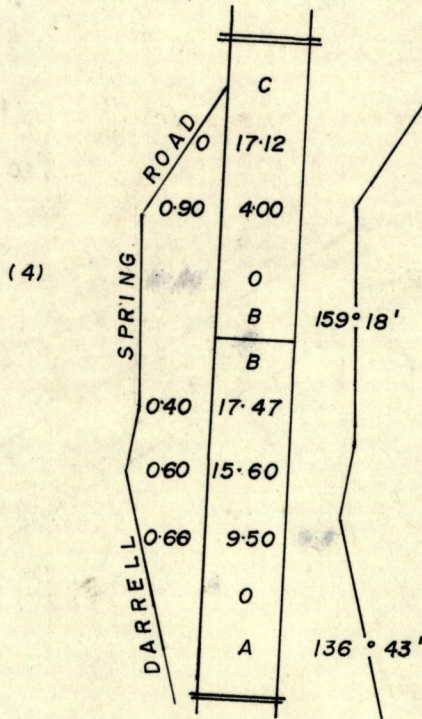 C
ROAD 0 17·12
0·90 4·00
(4)
0
SPRING
B 159° 18'
B
0·40 17·47
0·60 15·60
0·66 9·50
DARRELL
0
A 136° 43'